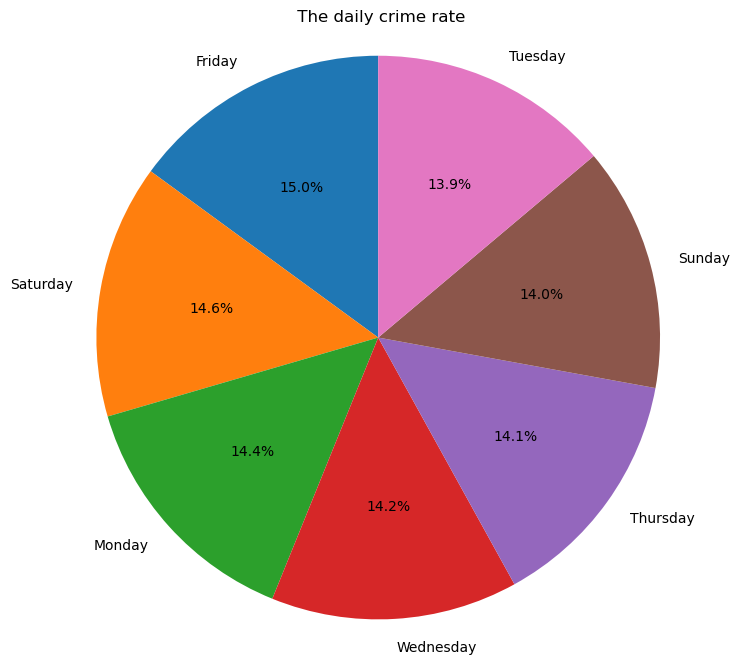 The daily crime rate
Friday
Tuesday
15.0%
13.9%
Sunday
Saturday
14.0%
14.6%
14.1%
14.4%
14.2%
Thursday
Monday
Wednesday